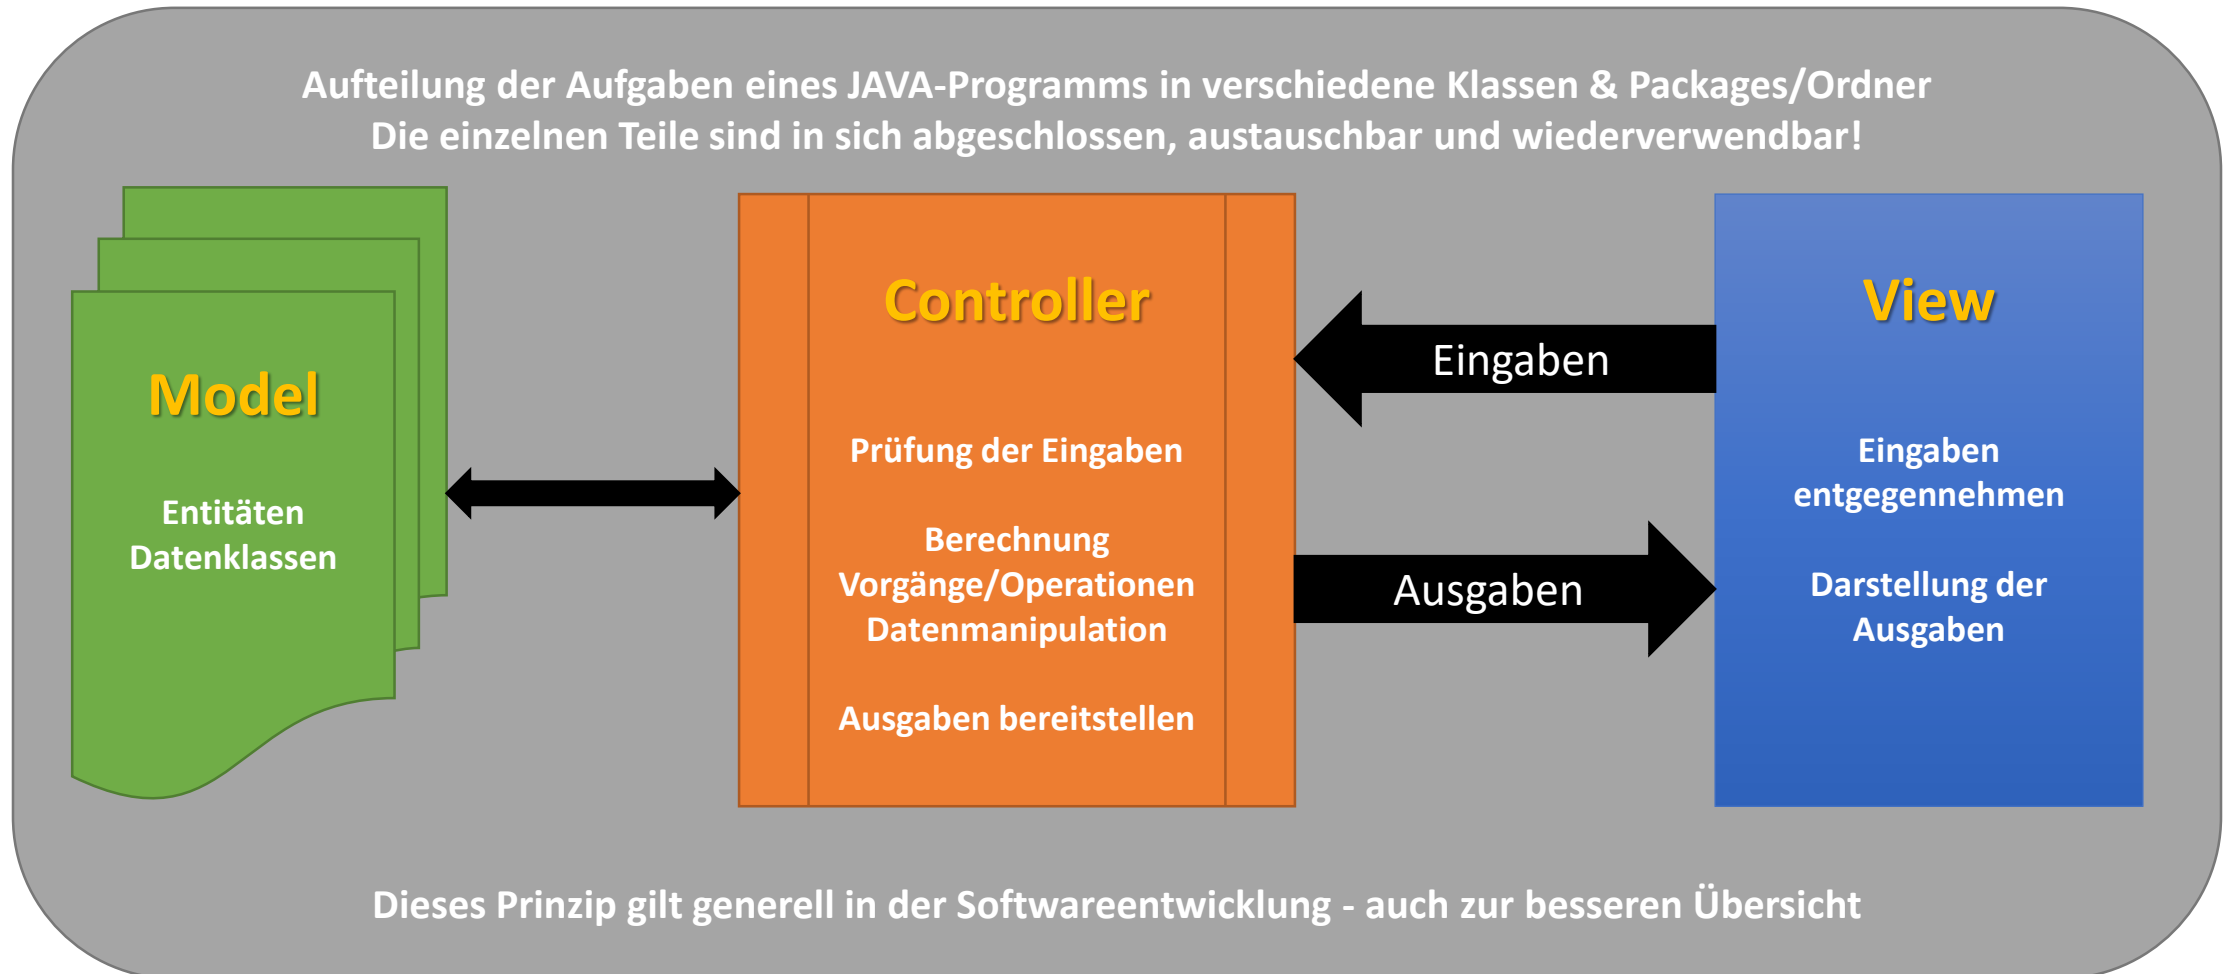 Aufteilung der Aufgaben eines JAVA-Programms in verschiedene Klassen & Packages/Ordner
Die einzelnen Teile sind in sich abgeschlossen, austauschbar und wiederverwendbar!
Model
Entitäten
Datenklassen
Controller
Prüfung der Eingaben
Berechnung
Vorgänge/Operationen
Datenmanipulation
Ausgaben bereitstellen
Eingaben
Ausgaben
View
Eingaben
entgegennehmen
Darstellung der
Ausgaben
Dieses Prinzip gilt generell in der Softwareentwicklung - auch zur besseren Übersicht